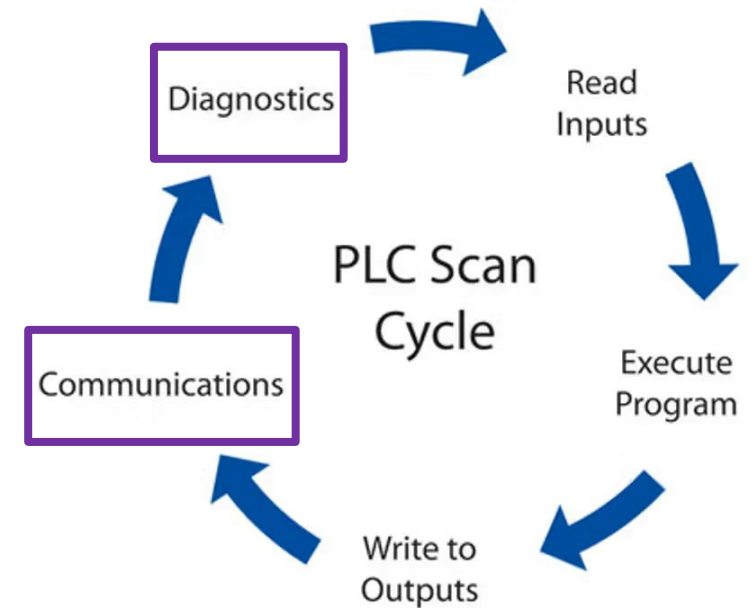 Diagnostics
Read
Inputs
PLC Scan
Cycle
Execute
Program
Communications
Write to
Outputs